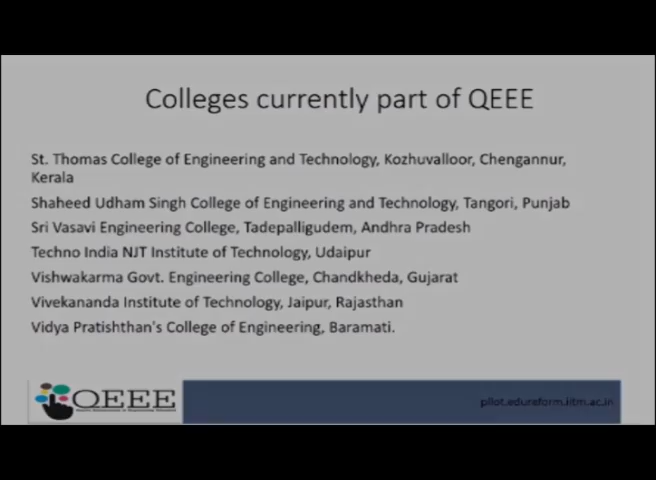 Colleges currently part of QEEE
St. Thomas College of Engineering and Technology, Kozhuvalloor, Chengannur,
Kerala
Shaheed Udham Singh College of Engineering and Technology, Tangori, Punjab
Sri Vasavi Engineering College, Tadepalligudem, Andhra Pradesh
Techno India NJT Institute of Technology, Udaipur
Vishwakarma Govt. Engineering College, Chandkheda, Gujarat
Vivekananda Institute of Technology, Jaipur, Rajasthan
Vidya Pratishthan's College of Engineering, Baramati.
QEEE
pilot.edureform.iitm.ac.in